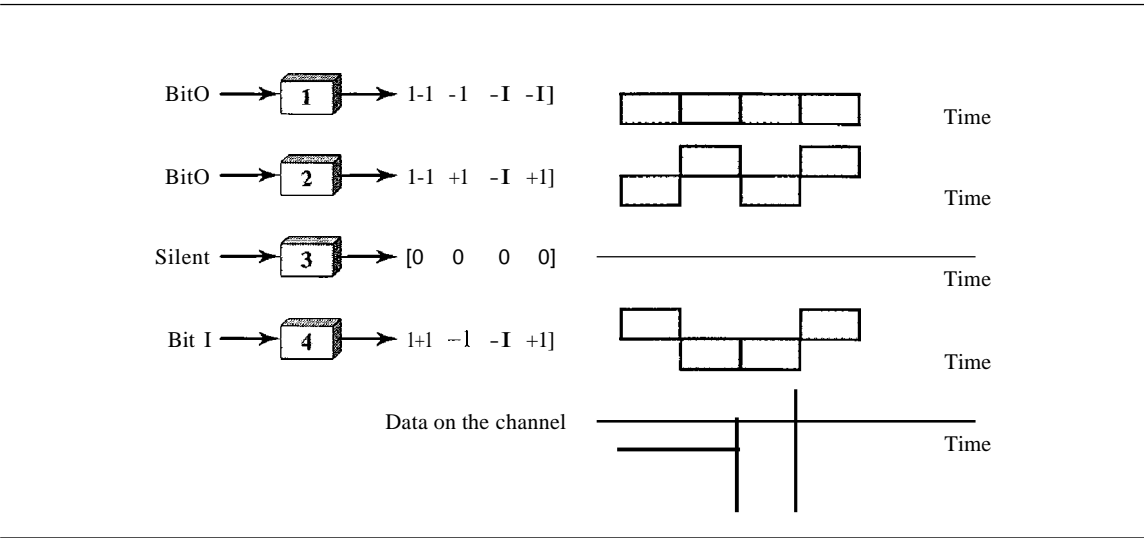 BitO 1 1-1 -1 -I -I] Time
BitO 2 1-1 +1 -I +1] Time
Silent 3 [0 0 0 0] Time
Bit I 4 1+1 -1 -I +1] Time
Data on the channel Time